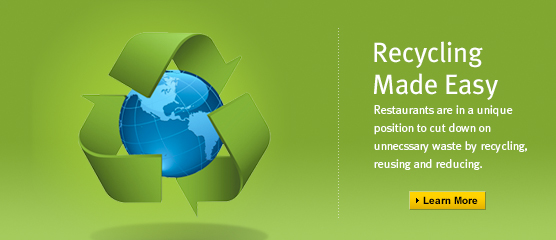 Recycling
Made Easy
Restaurants are in a unique
position to cut down on
unnecssary waste by recycling,
reusing and reducing.
Learn More